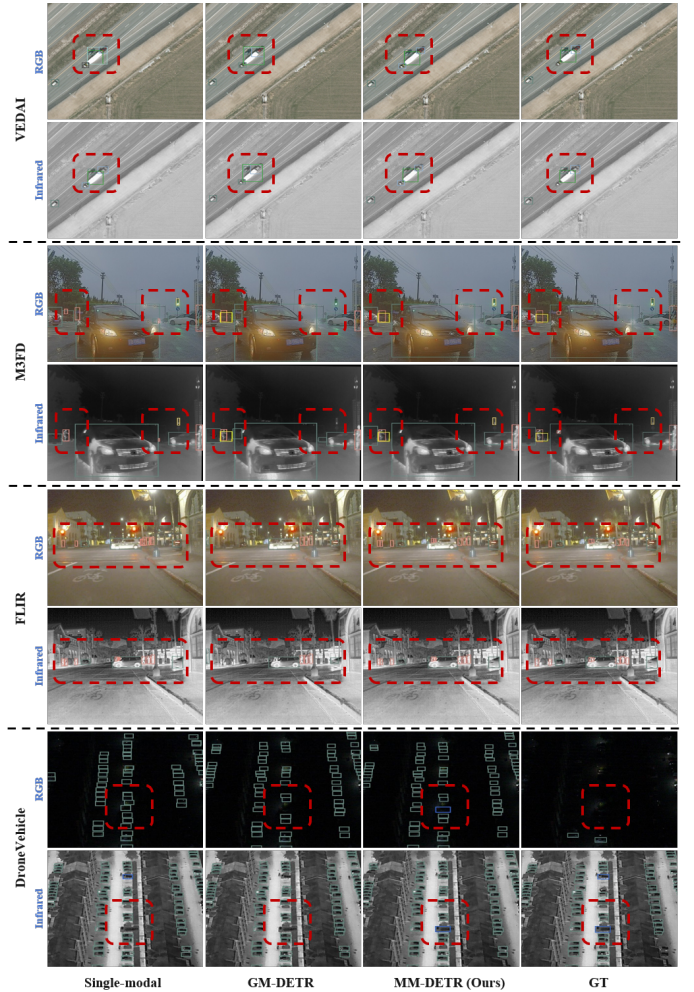 VEDAI
RGB
Infrared
M3FD
RGB
Infrared
FLIR
RGB
Infrared
DroneVehicle
RGB
Infrared
Single-modal
GM-DETR
MM-DETR (Ours)
GT